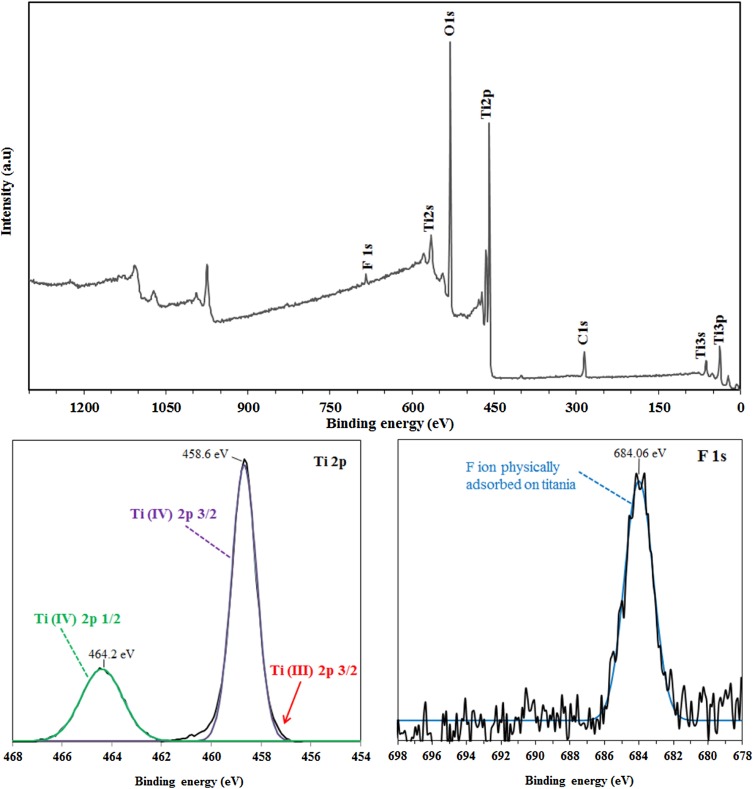 O1s
Ti2p
Ti2s
F 1s
C1s
Ti3s
Ti3p
Intensity (a.u)
1200 1050 900 750 600 450 300 150 0
Binding energy (eV)
458.6 eV
Ti 2p
Ti (IV) 2p 3/2
Ti (IV) 2p 1/2
464.2 eV
Ti (III) 2p 3/2
468 466 464 462 460 458 456 454
Binding energy (eV)
684.06 eV
F 1s
F ion physically
adsorbed on titania
698 696 694 692 690 688 686 684 682 680 678
Binding energy (eV)